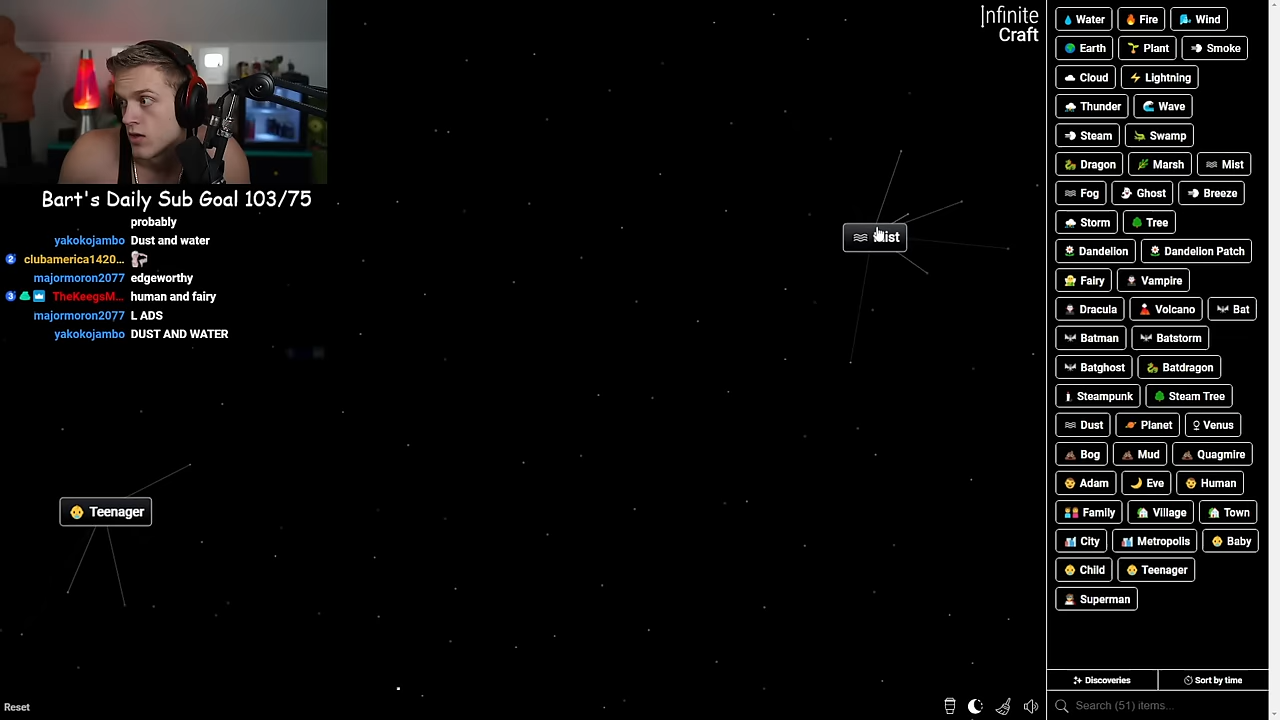 Infinite
Craft
Bart's Daily Sub Goal 103/75
probably
yakokojambo Dust and water
2 clubamerica1420...
majormoron2077 edgeworthy
3 TheKeegsM... human and fairy
majormoron2077 L ADS
yakokojambo DUST AND WATER
Mist
Teenager
Reset
Water Fire Wind
Earth Plant Smoke
Cloud Lightning
Thunder Wave
Steam Swamp
Dragon Marsh Mist
Fog Ghost Breeze
Storm Tree
Dandelion Dandelion Patch
Fairy Vampire
Dracula Volcano Bat
Batman Batstorm
Batghost Batdragon
Steampunk Steam Tree
Dust Planet Venus
Bog Mud Quagmire
Adam Eve Human
Family Village Town
City Metropolis Baby
Child Teenager
Superman
Discoveries Sort by time
Search (51) items...